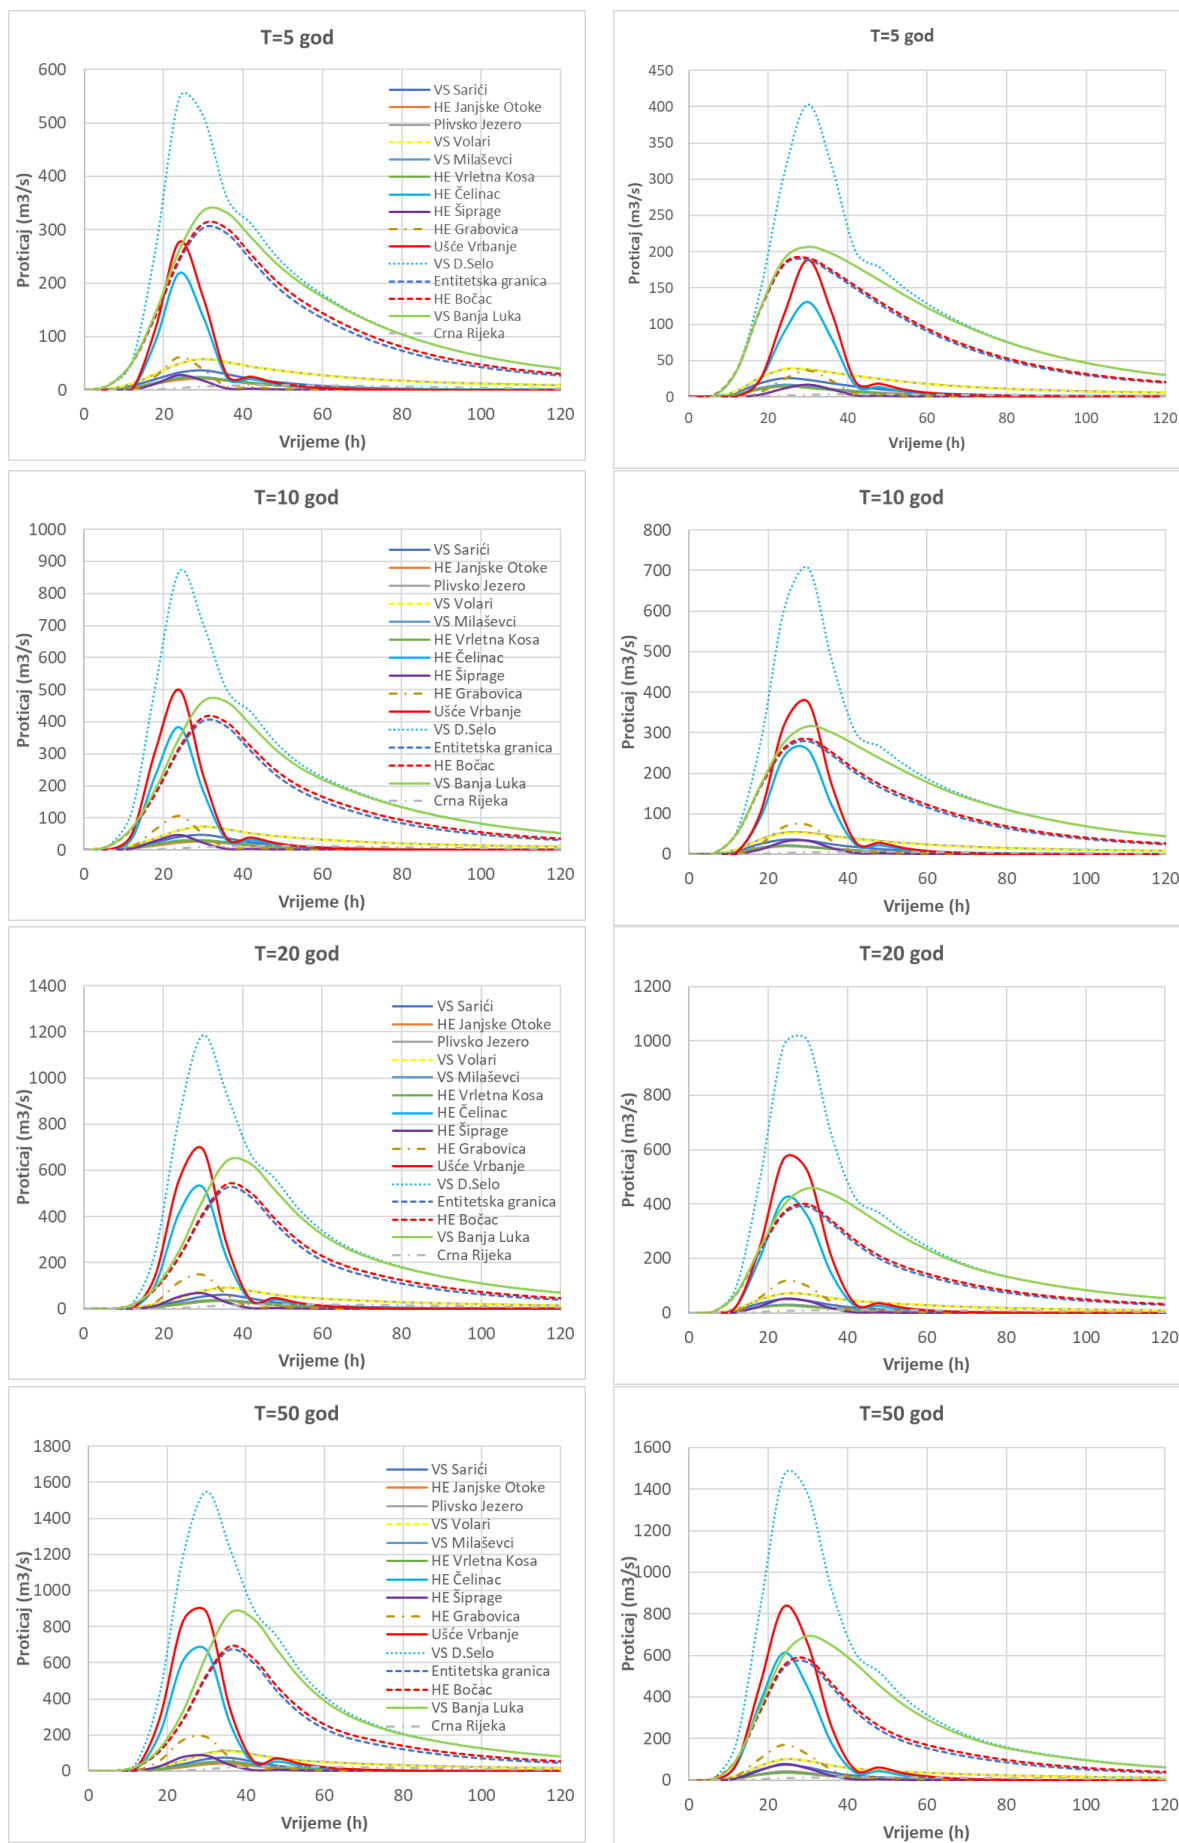 T=5 god
600
500
400
300
200
100
0
Proticaj (m3/s)
VS Sarići
HE Janjske Otoke
Plivsko Jezero
VS Volari
VS Milaševci
HE Vrletna Kosa
HE Čelinac
HE Šiprage
HE Grabovica
Ušće Vrbanje
VS D.Selo
Entitetska granica
HE Bočac
VS Banja Luka
Crna Rijeka
0 20 40 60 80 100 120
Vrijeme (h)
T=5 god
450
400
350
300
250
200
150
100
50
0
Proticaj (m3/s)
0 20 40 60 80 100 120
Vrijeme (h)
T=10 god
1000
900
800
700
600
500
400
300
200
100
0
Proticaj (m3/s)
VS Sarići
HE Janjske Otoke
Plivsko Jezero
VS Volari
VS Milaševci
HE Vrletna Kosa
HE Čelinac
HE Šiprage
HE Grabovica
Ušće Vrbanje
VS D.Selo
Entitetska granica
HE Bočac
VS Banja Luka
Crna Rijeka
0 20 40 60 80 100 120
Vrijeme (h)
T=10 god
800
700
600
500
400
300
200
100
0
Proticaj (m3/s)
0 20 40 60 80 100 120
Vrijeme (h)
T=20 god
1400
1200
1000
800
600
400
200
0
Proticaj (m3/s)
VS Sarići
HE Janjske Otoke
Plivsko Jezero
VS Volari
VS Milaševci
HE Vrletna Kosa
HE Čelinac
HE Šiprage
HE Grabovica
Ušće Vrbanje
VS D.Selo
Entitetska granica
HE Bočac
VS Banja Luka
Crna Rijeka
0 20 40 60 80 100 120
Vrijeme (h)
T=20 god
1200
1000
800
600
400
200
0
Proticaj (m3/s)
0 20 40 60 80 100 120
Vrijeme (h)
T=50 god
1800
1600
1400
1200
1000
800
600
400
200
0
Proticaj (m3/s)
VS Sarići
HE Janjske Otoke
Plivsko Jezero
VS Volari
VS Milaševci
HE Vrletna Kosa
HE Čelinac
HE Šiprage
HE Grabovica
Ušće Vrbanje
VS D.Selo
Entitetska granica
HE Bočac
VS Banja Luka
Crna Rijeka
0 20 40 60 80 100 120
Vrijeme (h)
T=50 god
1600
1400
1200
1000
800
600
400
200
0
Proticaj (m3/s)
0 20 40 60 80 100 120
Vrijeme (h)